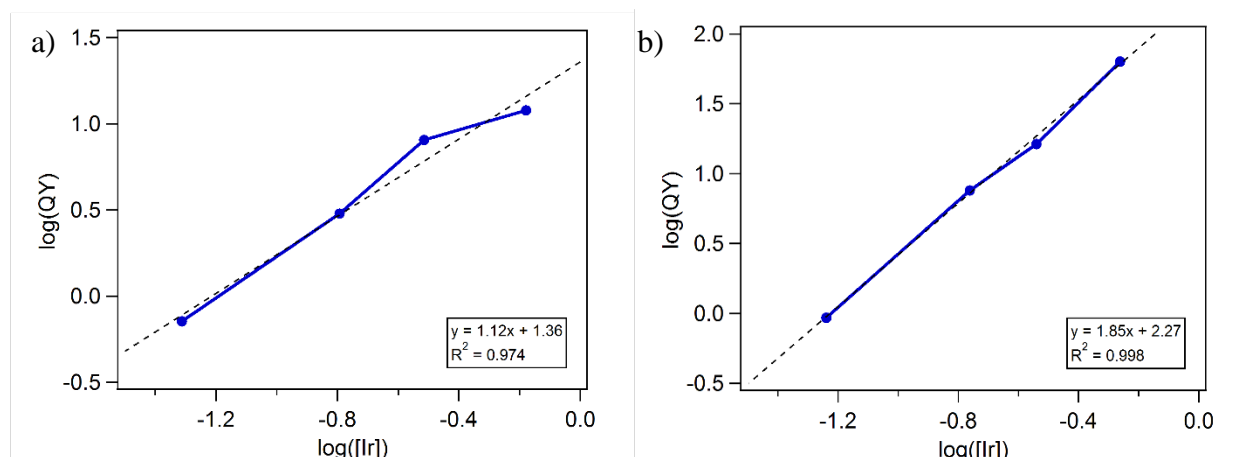 a)
1.5
1.0
0.5
0.0
-0.5
log(QY)
y = 1.12x + 1.36
R² = 0.974
-1.2 -0.8 -0.4 0.0
log([Ir])
b)
2.0
1.5
1.0
0.5
0.0
-0.5
log(QY)
y = 1.85x + 2.27
R² = 0.998
-1.2 -0.8 -0.4 0.0
log([Ir])